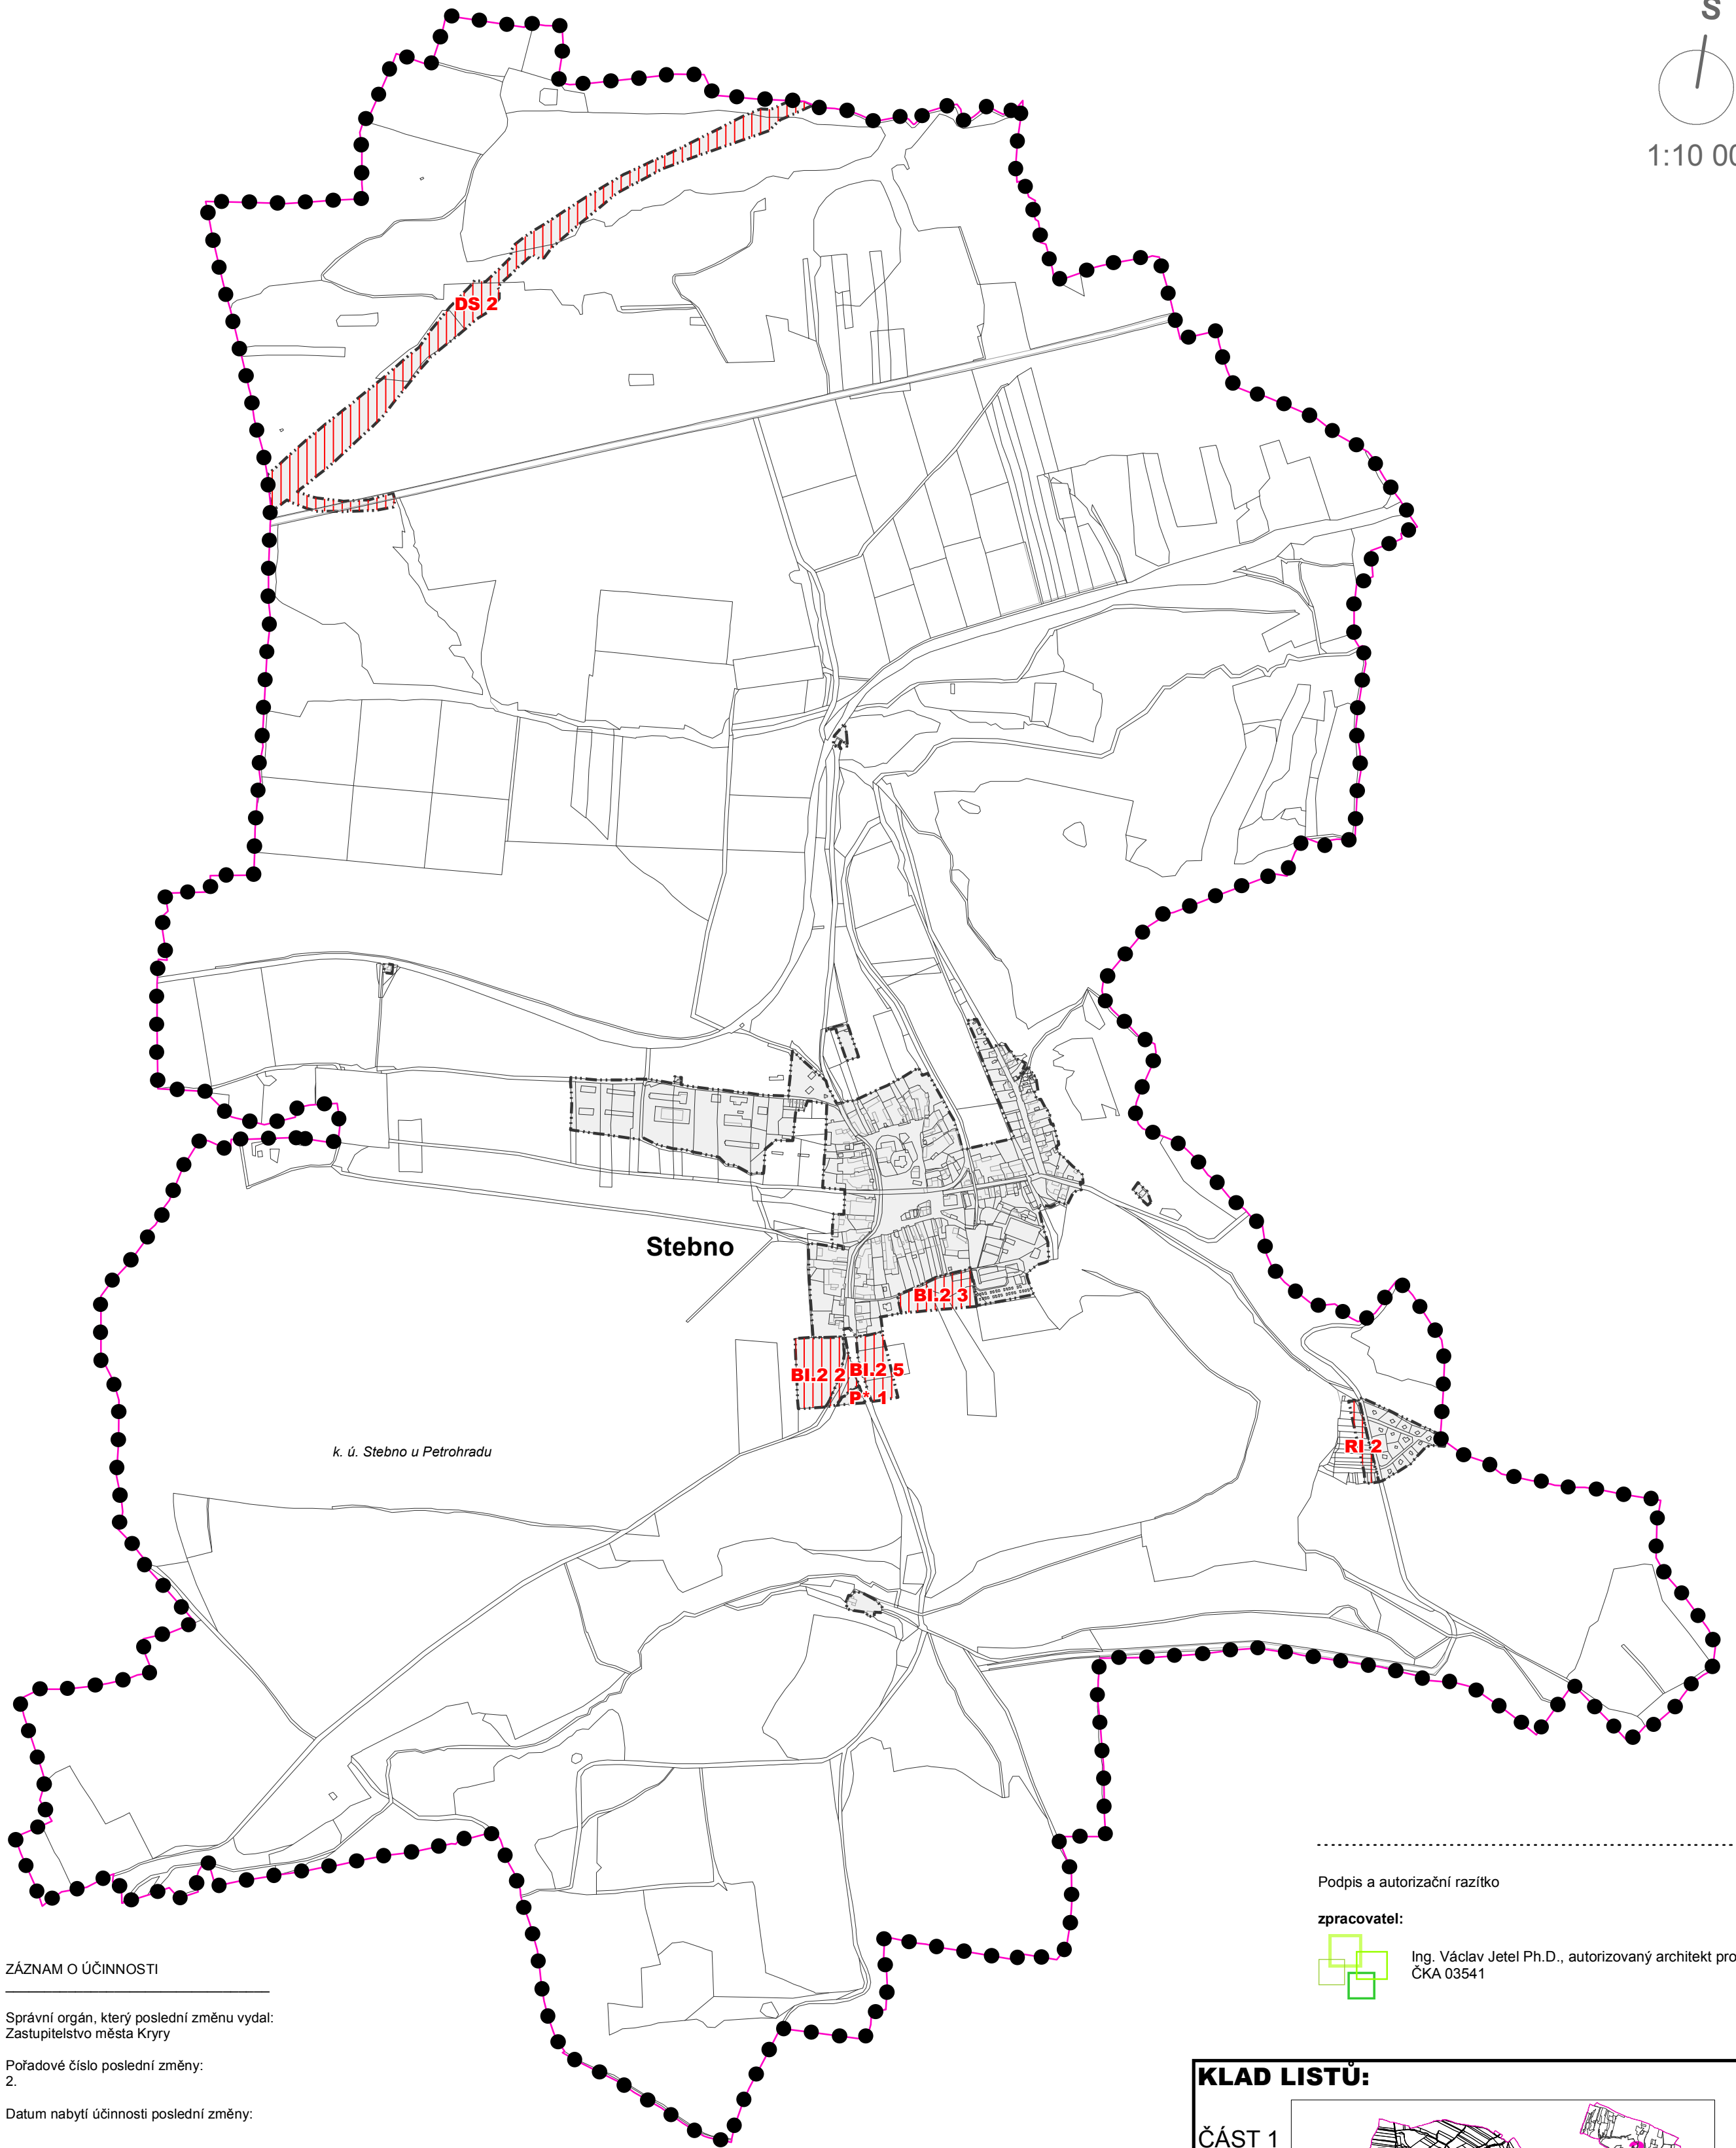 S
1:10 00
DS 2
Stebno
BI.2 3
BI.2 2
BI.2 5
P* 1
RI 2
k. ú. Stebno u Petrohradu
Podpis a autorizační razítko
zpracovatel:
Ing. Václav Jetel Ph.D., autorizovaný architekt pro
ČKA 03541
ZÁZNAM O ÚČINNOSTI
Správní orgán, který poslední změnu vydal:
Zastupitelstvo města Kryry
Pořadové číslo poslední změny:
2.
Datum nabytí účinnosti poslední změny:
KLAD LISTŮ:
ČÁST 1